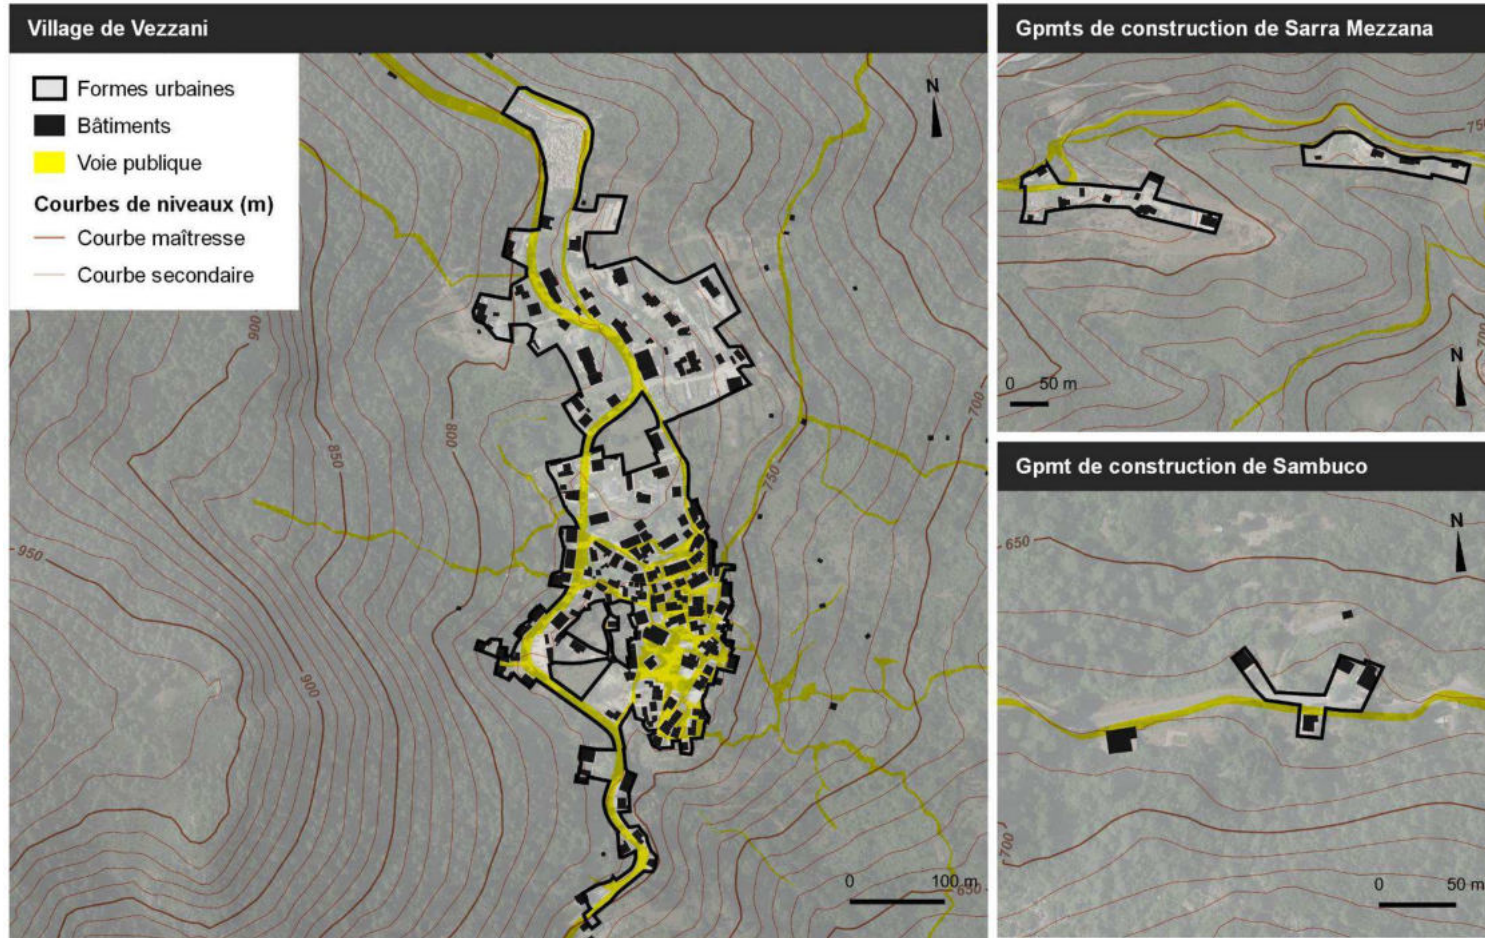 Village de Vezzani
Formes urbaines
Bâtiments
Voie publique
Courbes de niveaux (m)
Courbe maîtresse
Courbe secondaire
N
900
850
800
750
700
950
900
650
0 100 m
Gpmts de construction de Sarra Mezzana
750
700
N
0 50 m
Gpmt de construction de Sambuco
N
650
700
0 50 m